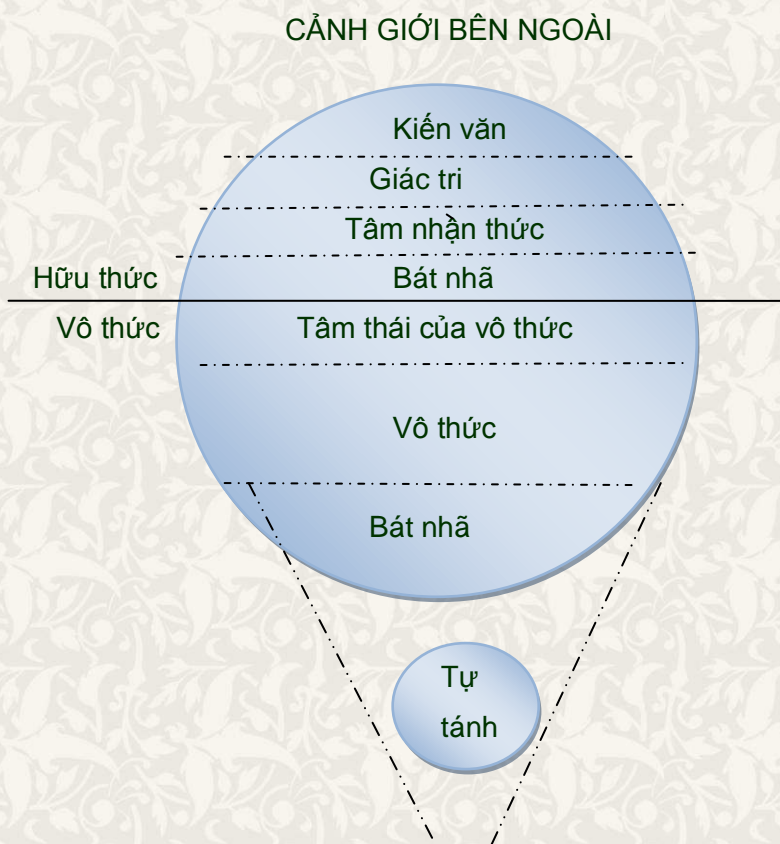 CẢNH GIỚI BÊN NGOÀI
Kiến văn
Giác tri
Tâm nhận thức
Hữu thức
Bát nhã
Vô thức
Tâm thái của vô thức
Vô thức
Bát nhã
Tự
tánh